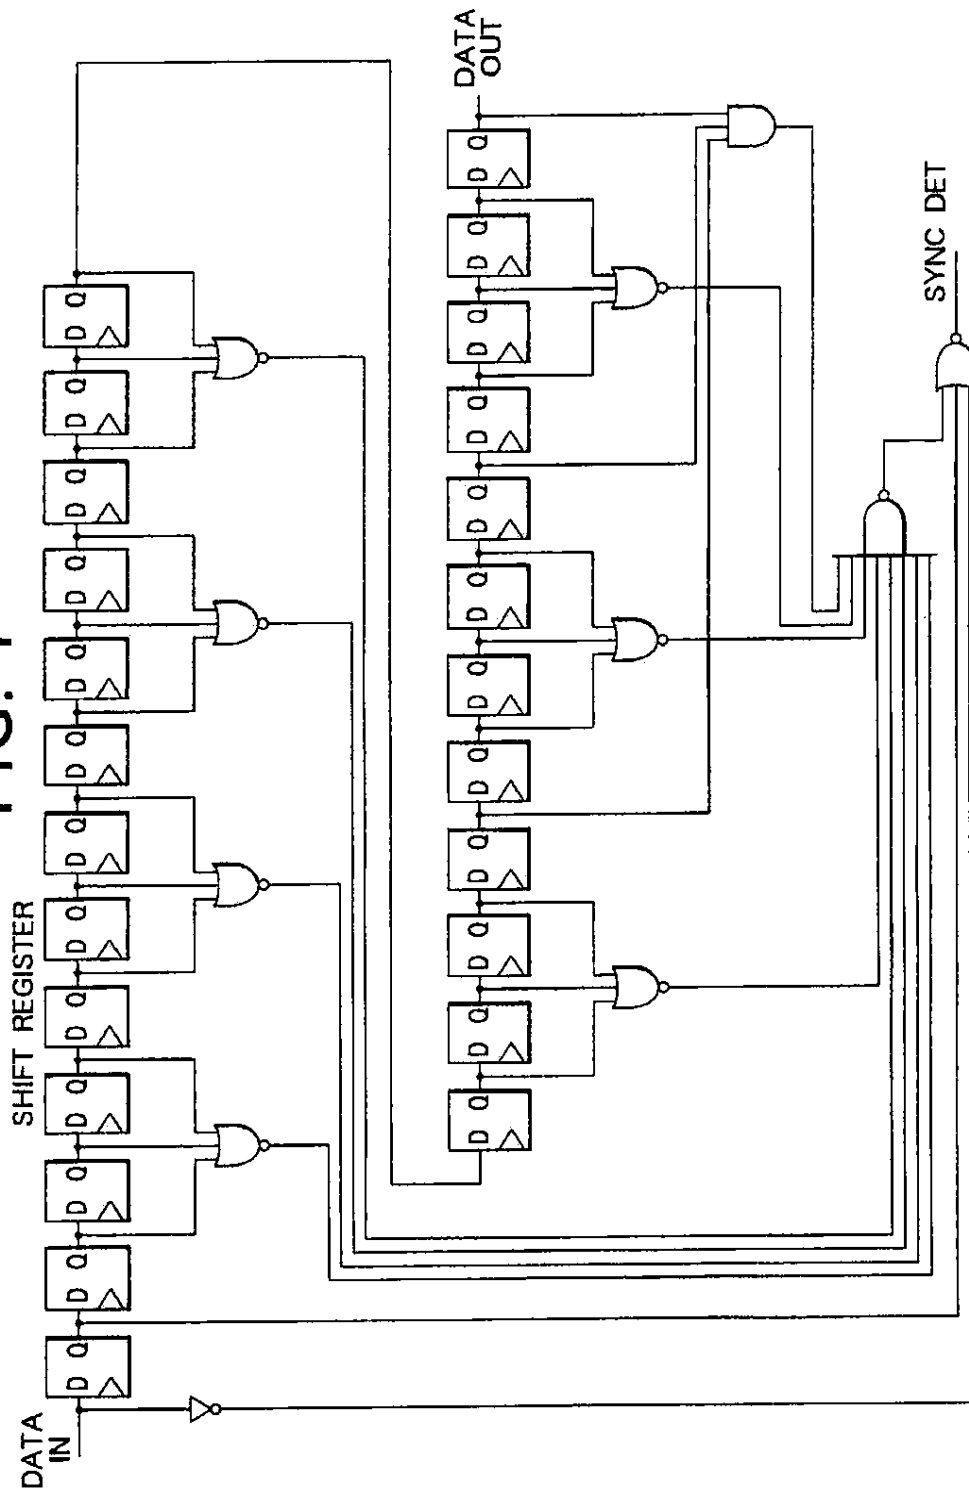 SHIFT REGISTER
DATA
IN
D Q D Q D Q D Q D Q D Q D Q D Q D Q D Q D Q D Q D Q
D Q D Q D Q D Q D Q D Q D Q D Q D Q D Q D Q D Q
DATA
OUT
SYNC DET